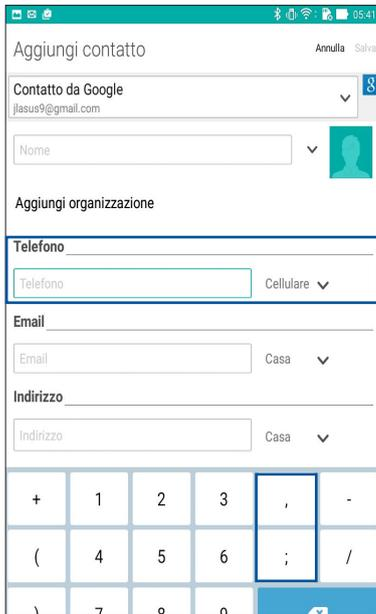 05:41
Aggiungi contatto Annulla Salva
Contatto da Google
jlasus9@gmail.com
8
Nome
Aggiungi organizzazione
Telefono
Telefono Cellulare
Email
Email Casa
Indirizzo
Indirizzo Casa
+ 1 2 3 , -
( 4 5 6 ; /
) 7 8 9